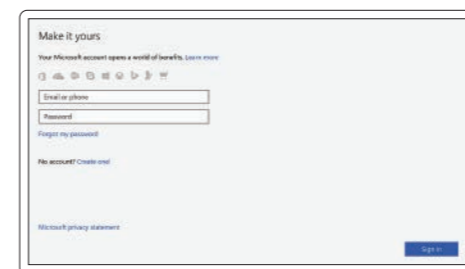 Make it yours
Your Microsoft account opens a world of benefits. Learn more
Email or phone
Password
Forgot my password
No account? Create one!
Microsoft privacy statement
Sign in